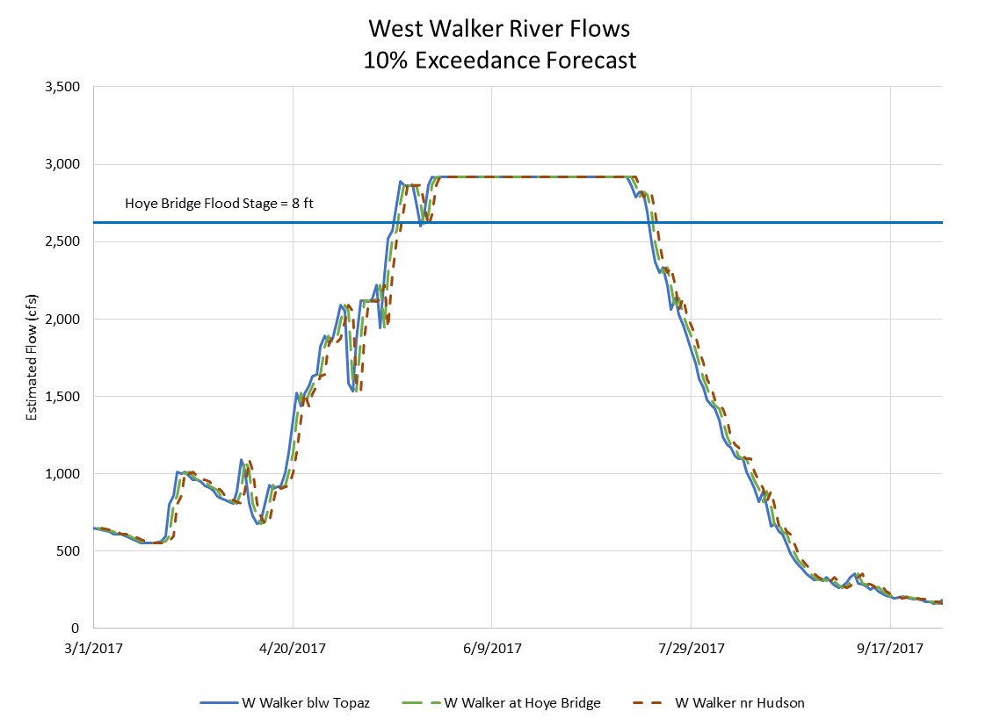 West Walker River Flows
10% Exceedance Forecast
3,500
3,000
Hoye Bridge Flood Stage = 8 ft
2,500
2,000
1,500
1,000
500
0
Estimated Flow (cfs)
3/1/2017 4/20/2017 6/9/2017 7/29/2017 9/17/2017
W Walker blw Topaz W Walker at Hoye Bridge W Walker nr Hudson